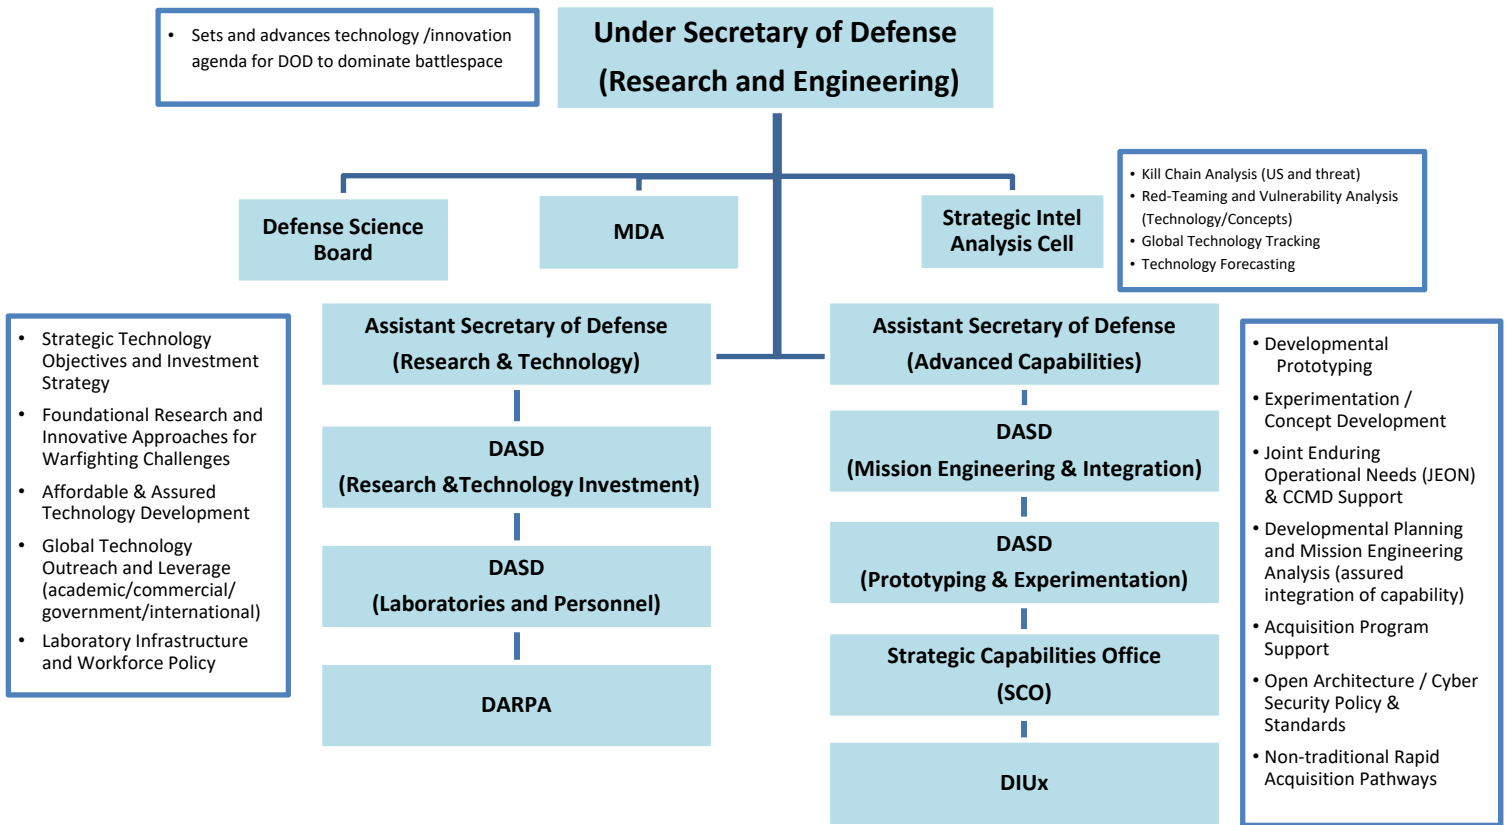 • Sets and advances technology /innovation
agenda for DOD to dominate battlespace
Under Secretary of Defense
(Research and Engineering)
• Kill Chain Analysis (US and threat)
• Red-Teaming and Vulnerability Analysis
(Technology/Concepts)
• Global Technology Tracking
• Technology Forecasting
Defense Science
Board
MDA
Strategic Intel
Analysis Cell
• Strategic Technology
Objectives and Investment
Strategy
• Foundational Research and
Innovative Approaches for
Warfighting Challenges
• Affordable & Assured
Technology Development
• Global Technology
Outreach and Leverage
(academic/commercial/
government/international)
• Laboratory Infrastructure
and Workforce Policy
Assistant Secretary of Defense
(Research & Technology)
DASD
(Research &Technology Investment)
DASD
(Laboratories and Personnel)
DARPA
Assistant Secretary of Defense
(Advanced Capabilities)
DASD
(Mission Engineering & Integration)
DASD
(Prototyping & Experimentation)
Strategic Capabilities Office
(SCO)
DIUx
• Developmental
Prototyping
• Experimentation /
Concept Development
• Joint Enduring
Operational Needs (JEON)
& CCMD Support
• Developmental Planning
and Mission Engineering
Analysis (assured
integration of capability)
• Acquisition Program
Support
• Open Architecture / Cyber
Security Policy &
Standards
• Non-traditional Rapid
Acquisition Pathways